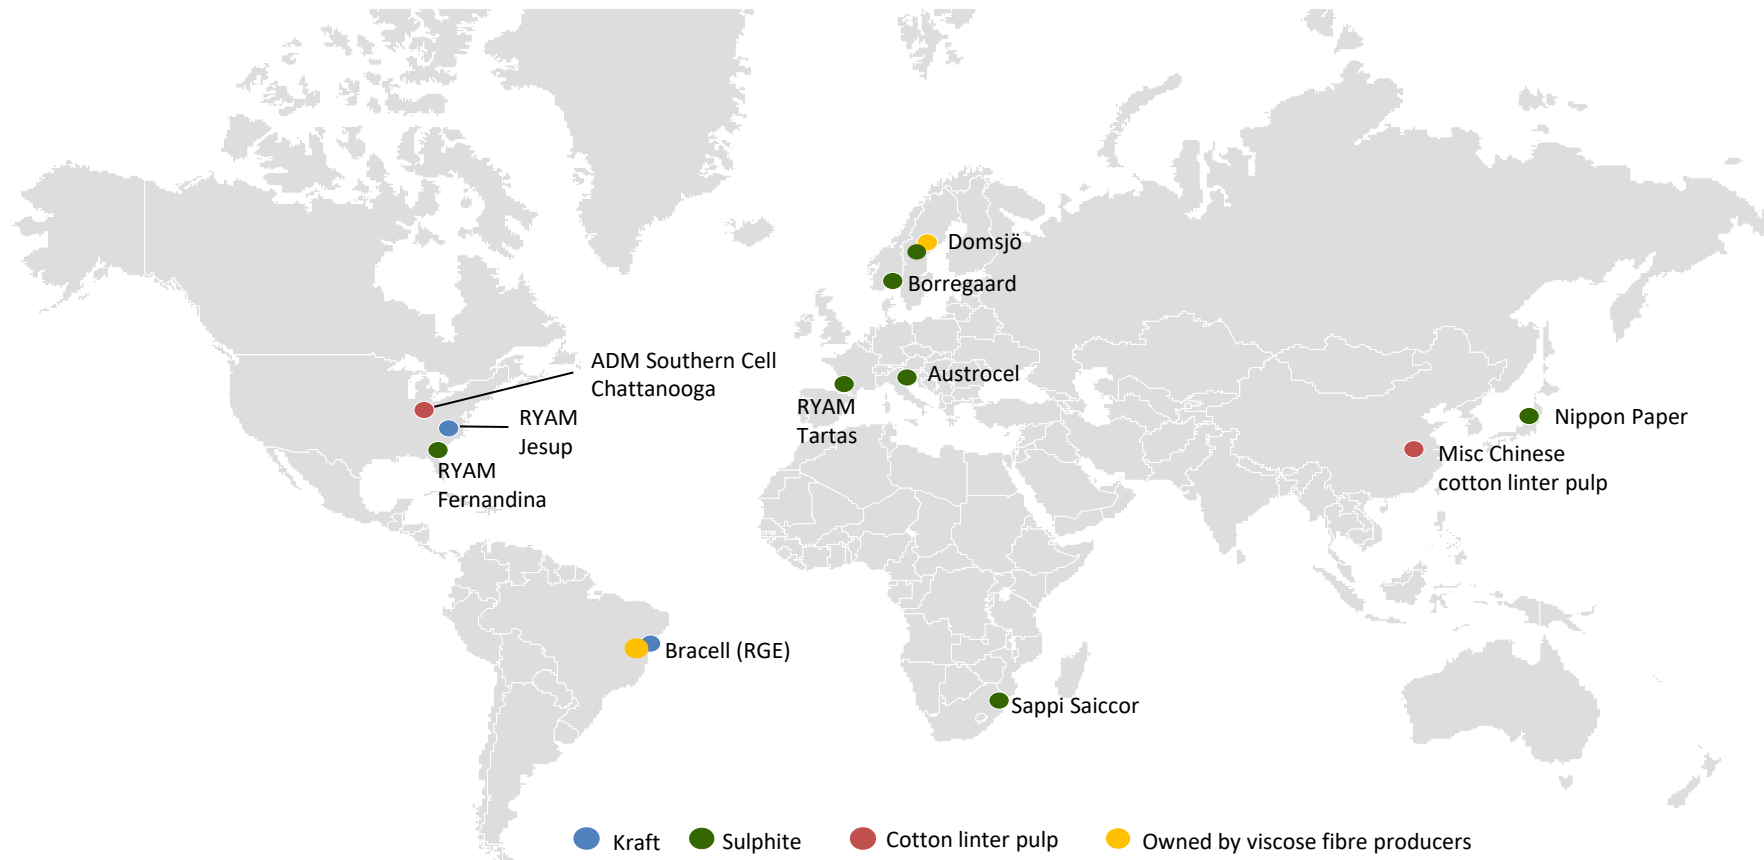 Domsjö
Borregaard
ADM Southern Cell
Chattanooga
Austrocel
RYAM
Tartas
RYAM
Jesup
Nippon Paper
RYAM
Fernandina
Misc Chinese
cotton linter pulp
Bracell (RGE)
Sappi Saiccor
Kraft
Sulphite
Cotton linter pulp
Owned by viscose fibre producers